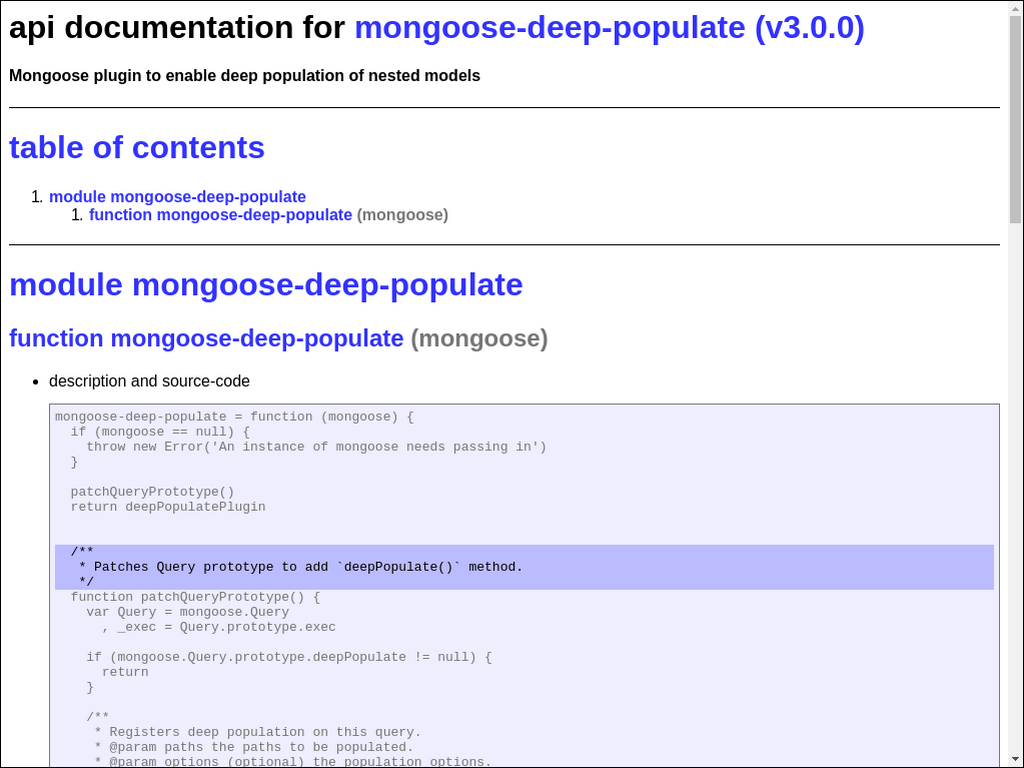 api documentation for mongoose-deep-populate (v3.0.0)
Mongoose plugin to enable deep population of nested models
table of contents
1. module mongoose-deep-populate
1. function mongoose-deep-populate (mongoose)
module mongoose-deep-populate
function mongoose-deep-populate (mongoose)
• description and source-code
mongoose-deep-populate = function (mongoose) {
  if (mongoose == null) {
    throw new Error('An instance of mongoose needs passing in')
  }
  patchQueryPrototype()
  return deepPopulatePlugin
  /**
   * Patches Query prototype to add `deepPopulate()` method.
   */
  function patchQueryPrototype() {
    var Query = mongoose.Query
      , _exec = Query.prototype.exec
    if (mongoose.Query.prototype.deepPopulate != null) {
      return
    }
    /**
     * Registers deep population on this query.
     * @param paths the paths to be populated.
     * @param options (optional) the population options.